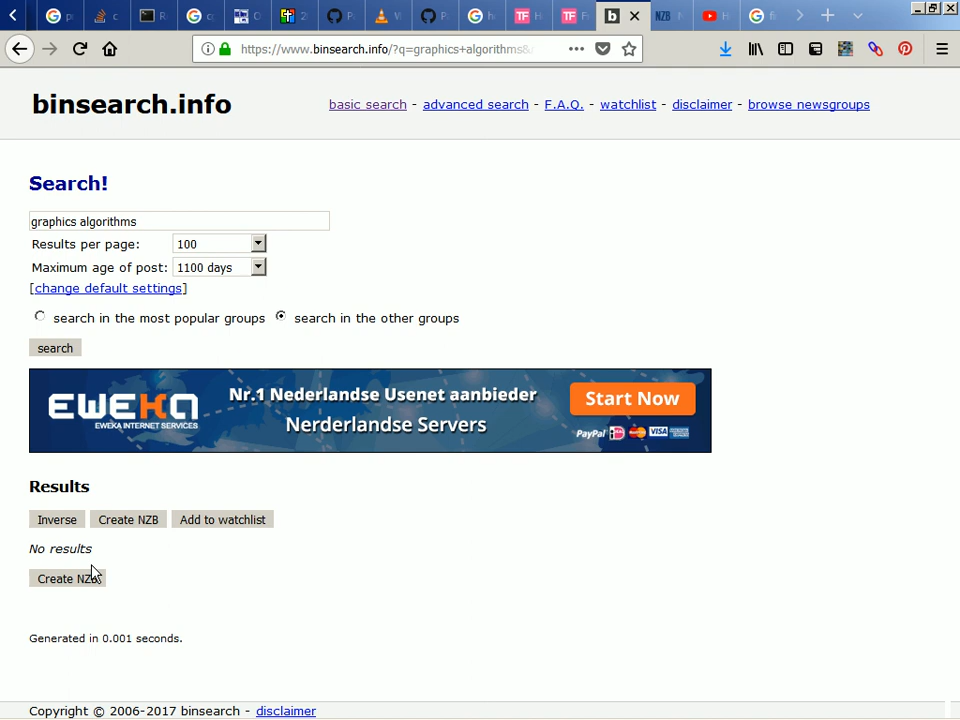 https://www.binsearch.info/?q=graphics+algorithms&
binsearch.info
basic search - advanced search - F.A.Q. - watchlist - disclaimer - browse newsgroups
Search!
graphics algorithms
Results per page: 100
Maximum age of post: 1100 days
[change default settings]
search in the most popular groups search in the other groups
search
EWEKA
EWEKA INTERNET SERVICES
Nr.1 Nederlandse Usenet aanbieder
Nerderlandse Servers
Start Now
PayPal VISA
Results
Inverse Create NZB Add to watchlist
No results
Create NZB
Generated in 0.001 seconds.
Copyright © 2006-2017 binsearch - disclaimer